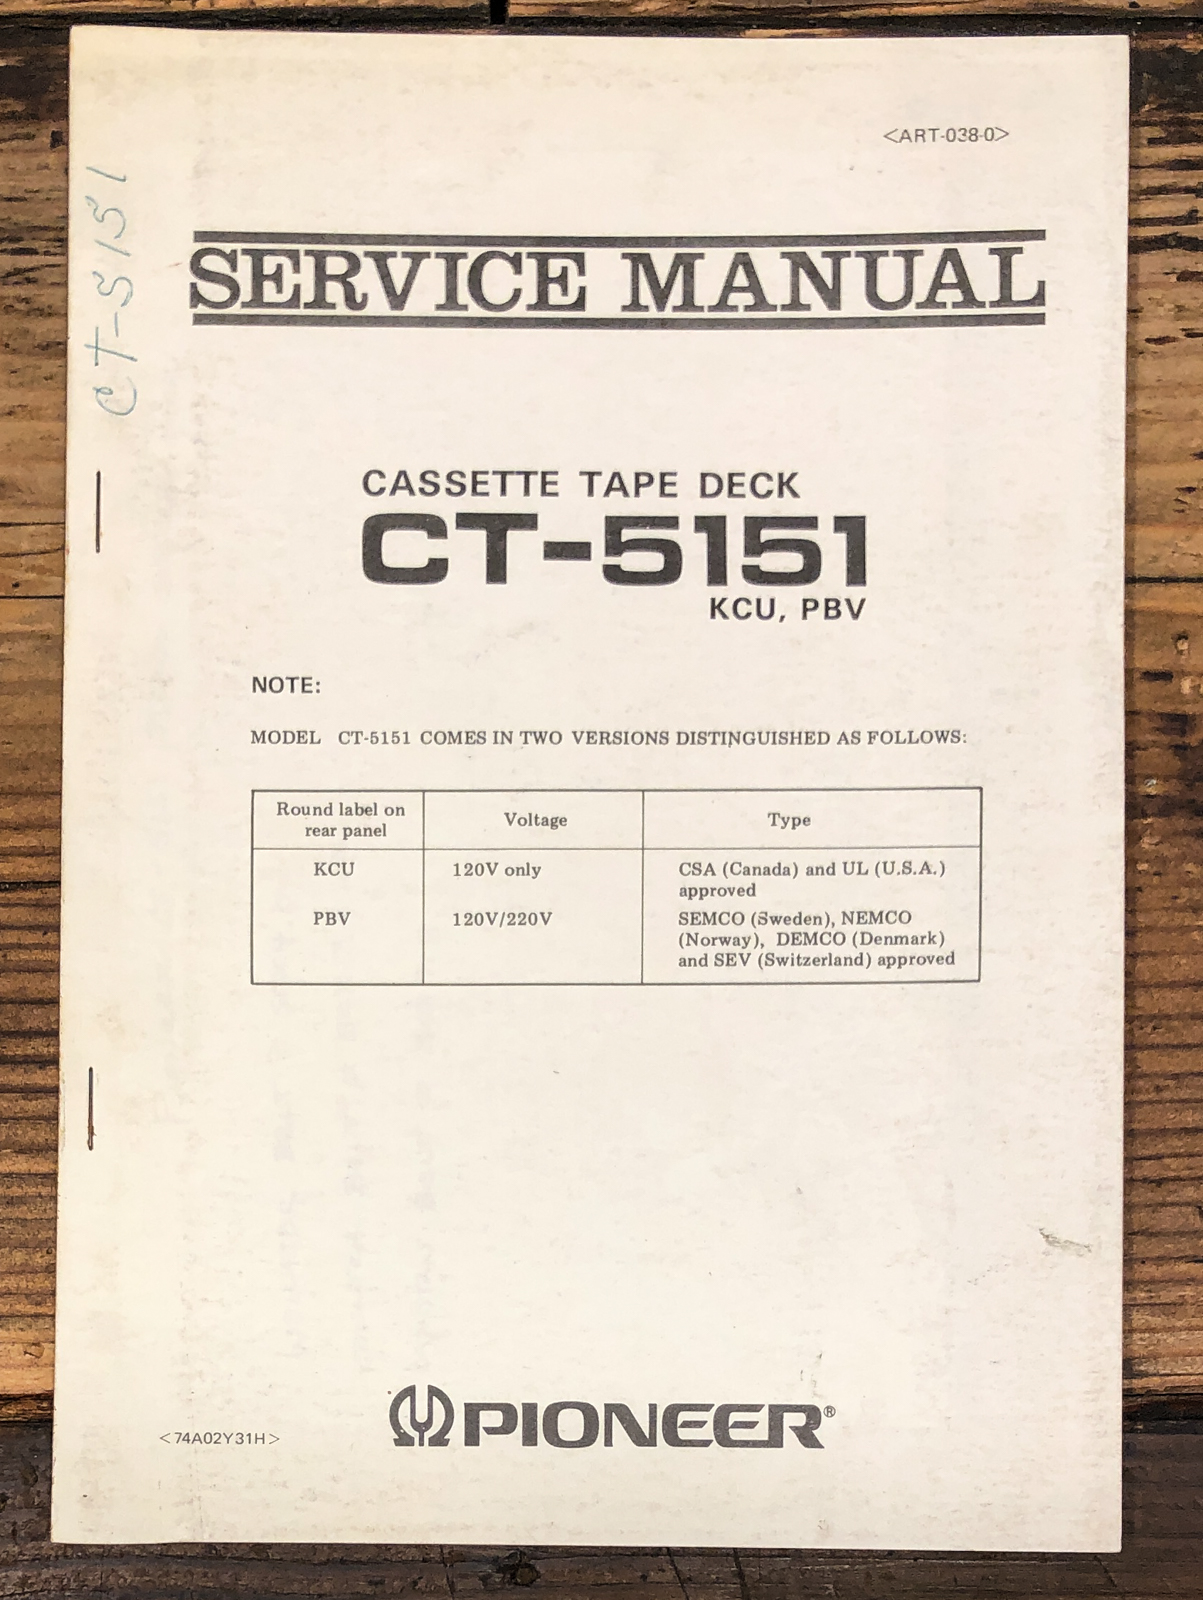 <ART-038-0>
CT-5151
SERVICE MANUAL
CASSETTE TAPE DECK
CT-5151
KCU, PBV
NOTE:
MODEL CT-5151 COMES IN TWO VERSIONS DISTINGUISHED AS FOLLOWS:
Round label on rear panel Voltage Type
KCU 120V only CSA (Canada) and UL (U.S.A.)
approved
PBV 120V/220V SEMCO (Sweden), NEMCO
(Norway), DEMCO (Denmark)
and SEV (Switzerland) approved
PIONEER®
<74A02Y31H>